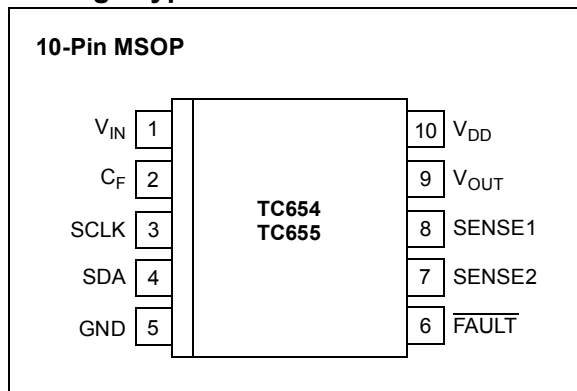 10-Pin MSOP
V_IN 1
C_F 2
SCLK 3
SDA 4
GND 5
TC654
TC655
10 V_DD
9 V_OUT
8 SENSE1
7 SENSE2
6 FAULT